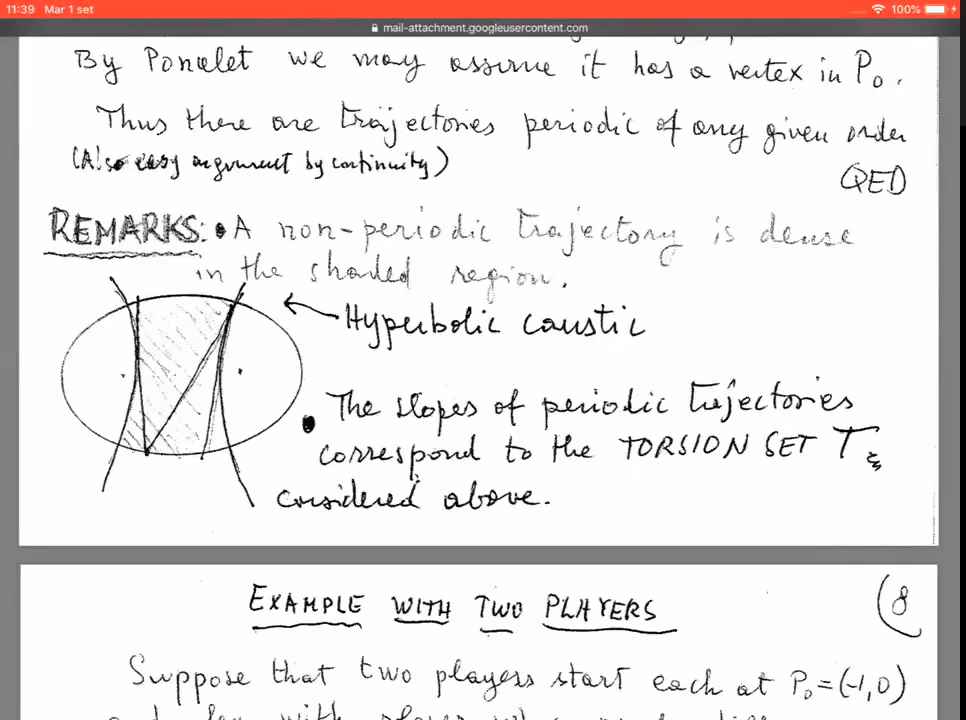 11:39 Mar 1 set
100%
mail-attachment.googleusercontent.com
By Poncelet we may assume it has a vertex in P₀.
Thus there are trajectories periodic of any given order
(Also easy argument by continuity)
QED
REMARKS: • A non-periodic trajectory is dense
in the shaded region.
Hyperbolic caustic
• The slopes of periodic trajectories
correspond to the TORSION SET T_ξ
considered above.
EXAMPLE WITH TWO PLAYERS
(8
Suppose that two players start each at P₀=(-1,0)